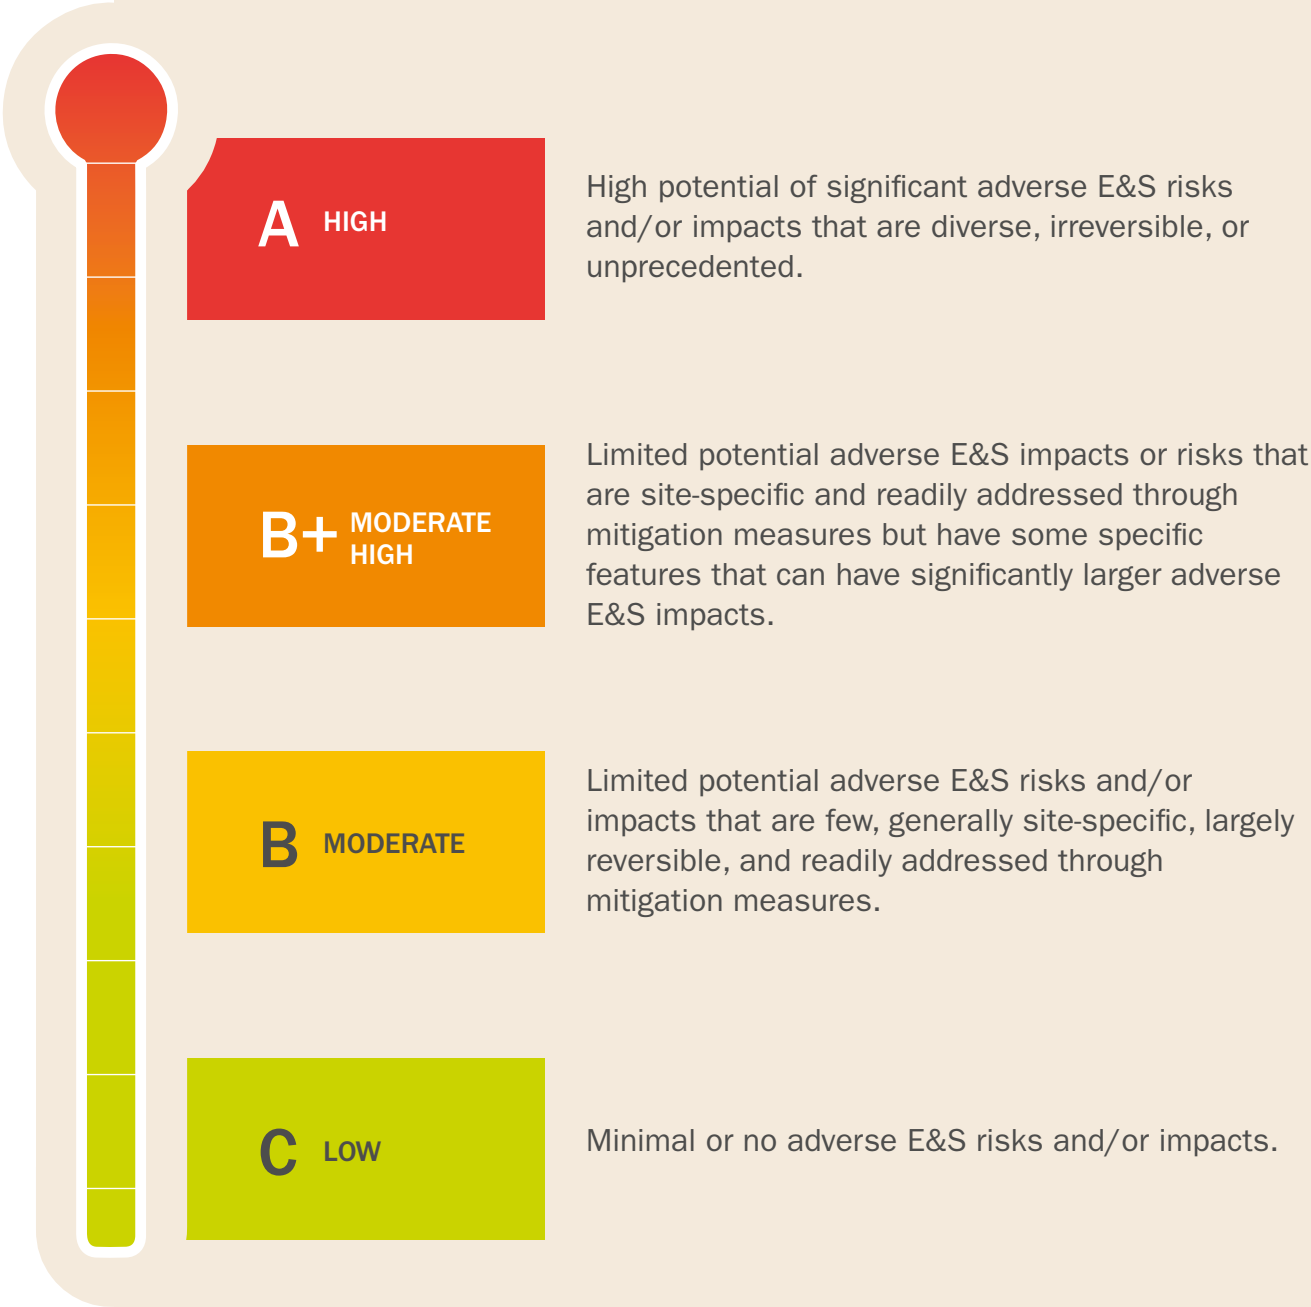 A HIGH
High potential of significant adverse E&S risks
and/or impacts that are diverse, irreversible, or
unprecedented.
B+ MODERATE
HIGH
Limited potential adverse E&S impacts or risks that
are site-specific and readily addressed through
mitigation measures but have some specific
features that can have significantly larger adverse
E&S impacts.
B MODERATE
Limited potential adverse E&S risks and/or
impacts that are few, generally site-specific, largely
reversible, and readily addressed through
mitigation measures.
C LOW
Minimal or no adverse E&S risks and/or impacts.